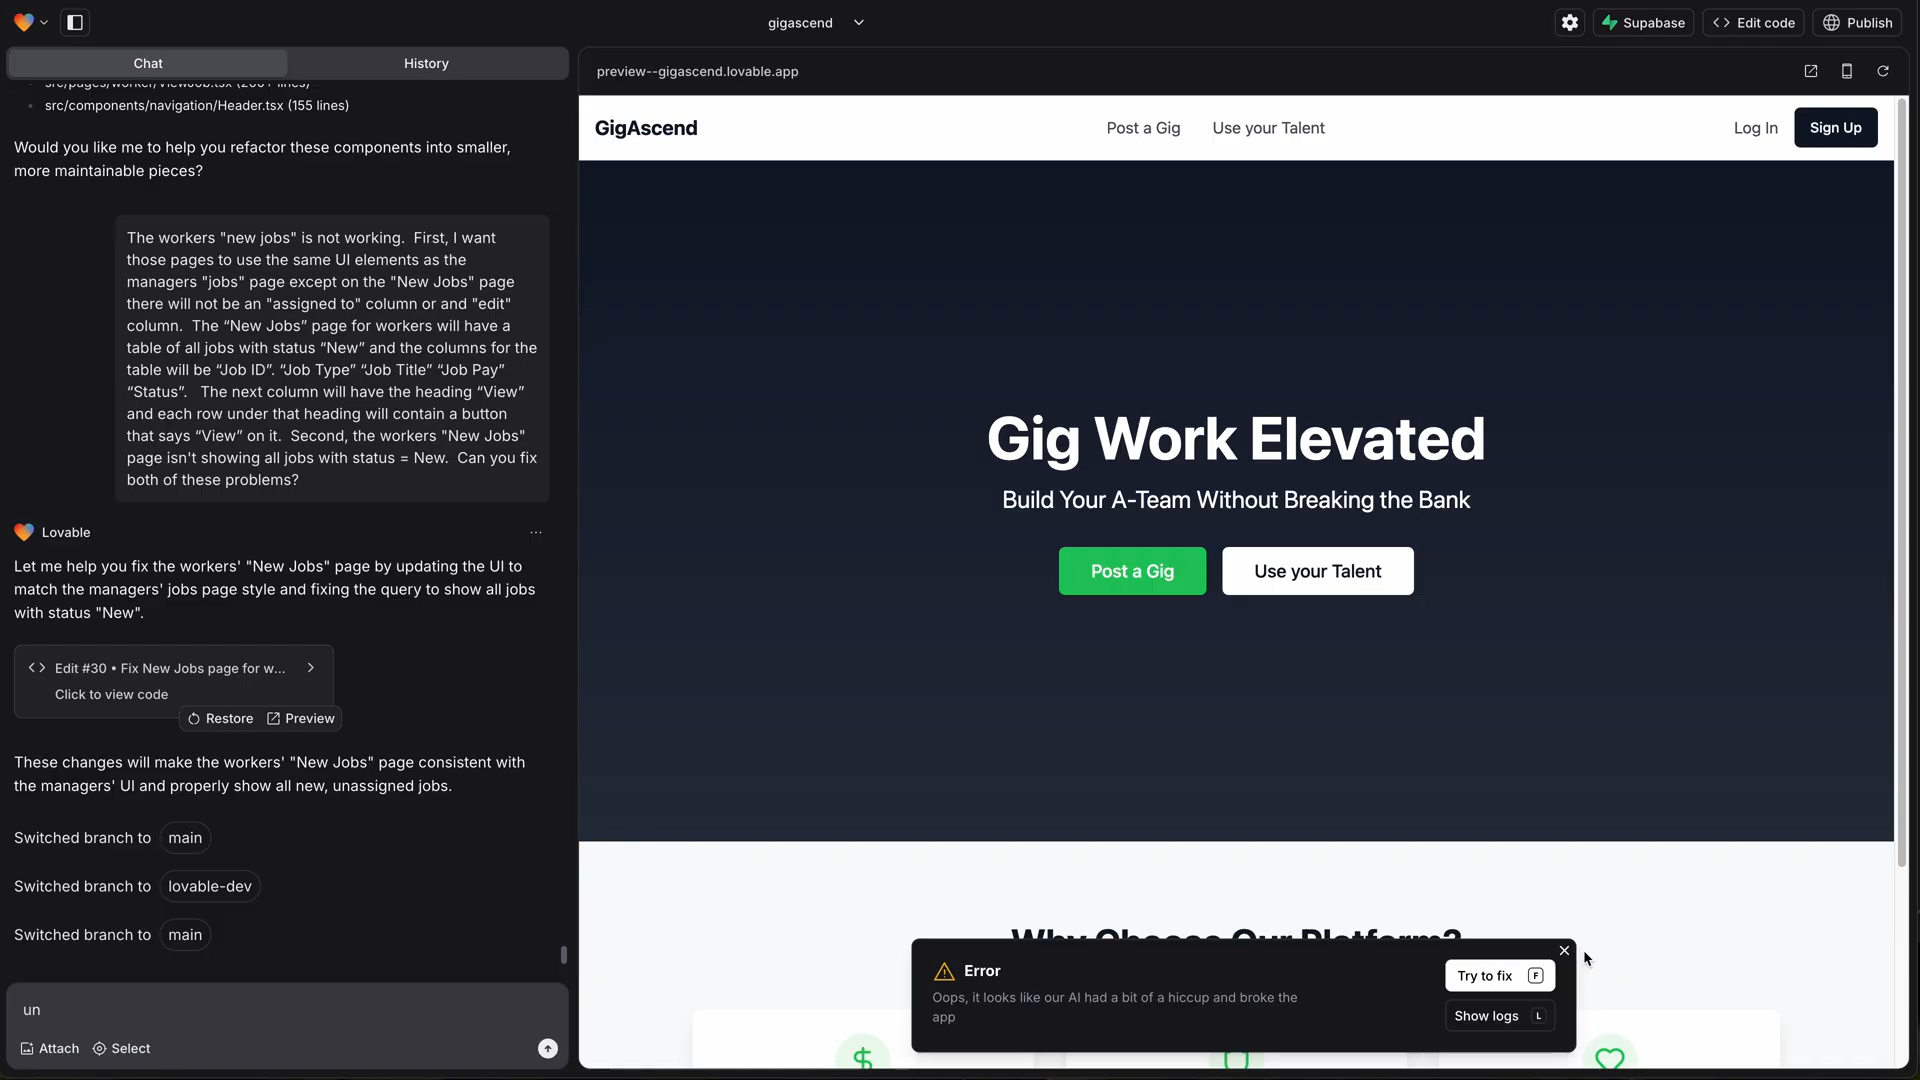 gigascend
Supabase
Edit code
Publish
Chat
History
src/components/navigation/Header.tsx (155 lines)
Would you like me to help you refactor these components into smaller,
more maintainable pieces?
The workers "new jobs" is not working.  First, I want
those pages to use the same UI elements as the
managers "jobs" page except on the "New Jobs" page
there will not be an "assigned to" column or and "edit"
column.  The “New Jobs” page for workers will have a
table of all jobs with status “New” and the columns for the
table will be “Job ID”. “Job Type” “Job Title” “Job Pay”
“Status”.   The next column will have the heading “View”
and each row under that heading will contain a button
that says “View” on it.  Second, the workers "New Jobs"
page isn't showing all jobs with status = New.  Can you fix
both of these problems?
Lovable
Let me help you fix the workers' "New Jobs" page by updating the UI to
match the managers' jobs page style and fixing the query to show all jobs
with status "New".
Edit #30 • Fix New Jobs page for w...
Click to view code
Restore
Preview
These changes will make the workers' "New Jobs" page consistent with
the managers' UI and properly show all new, unassigned jobs.
Switched branch to main
Switched branch to lovable-dev
Switched branch to main
un
Attach
Select
preview--gigascend.lovable.app
GigAscend
Post a Gig
Use your Talent
Log In
Sign Up
Gig Work Elevated
Build Your A-Team Without Breaking the Bank
Post a Gig
Use your Talent
Why Choose Our Platform?
Error
Oops, it looks like our AI had a bit of a hiccup and broke the
app
Try to fix F
Show logs L